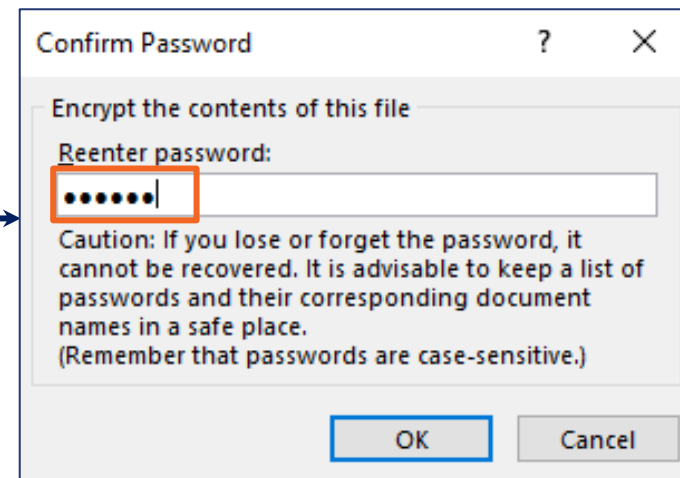 Confirm Password ? ×
Encrypt the contents of this file
Reenter password:
••••••
Caution: If you lose or forget the password, it
cannot be recovered. It is advisable to keep a list of
passwords and their corresponding document
names in a safe place.
(Remember that passwords are case-sensitive.)
OK Cancel